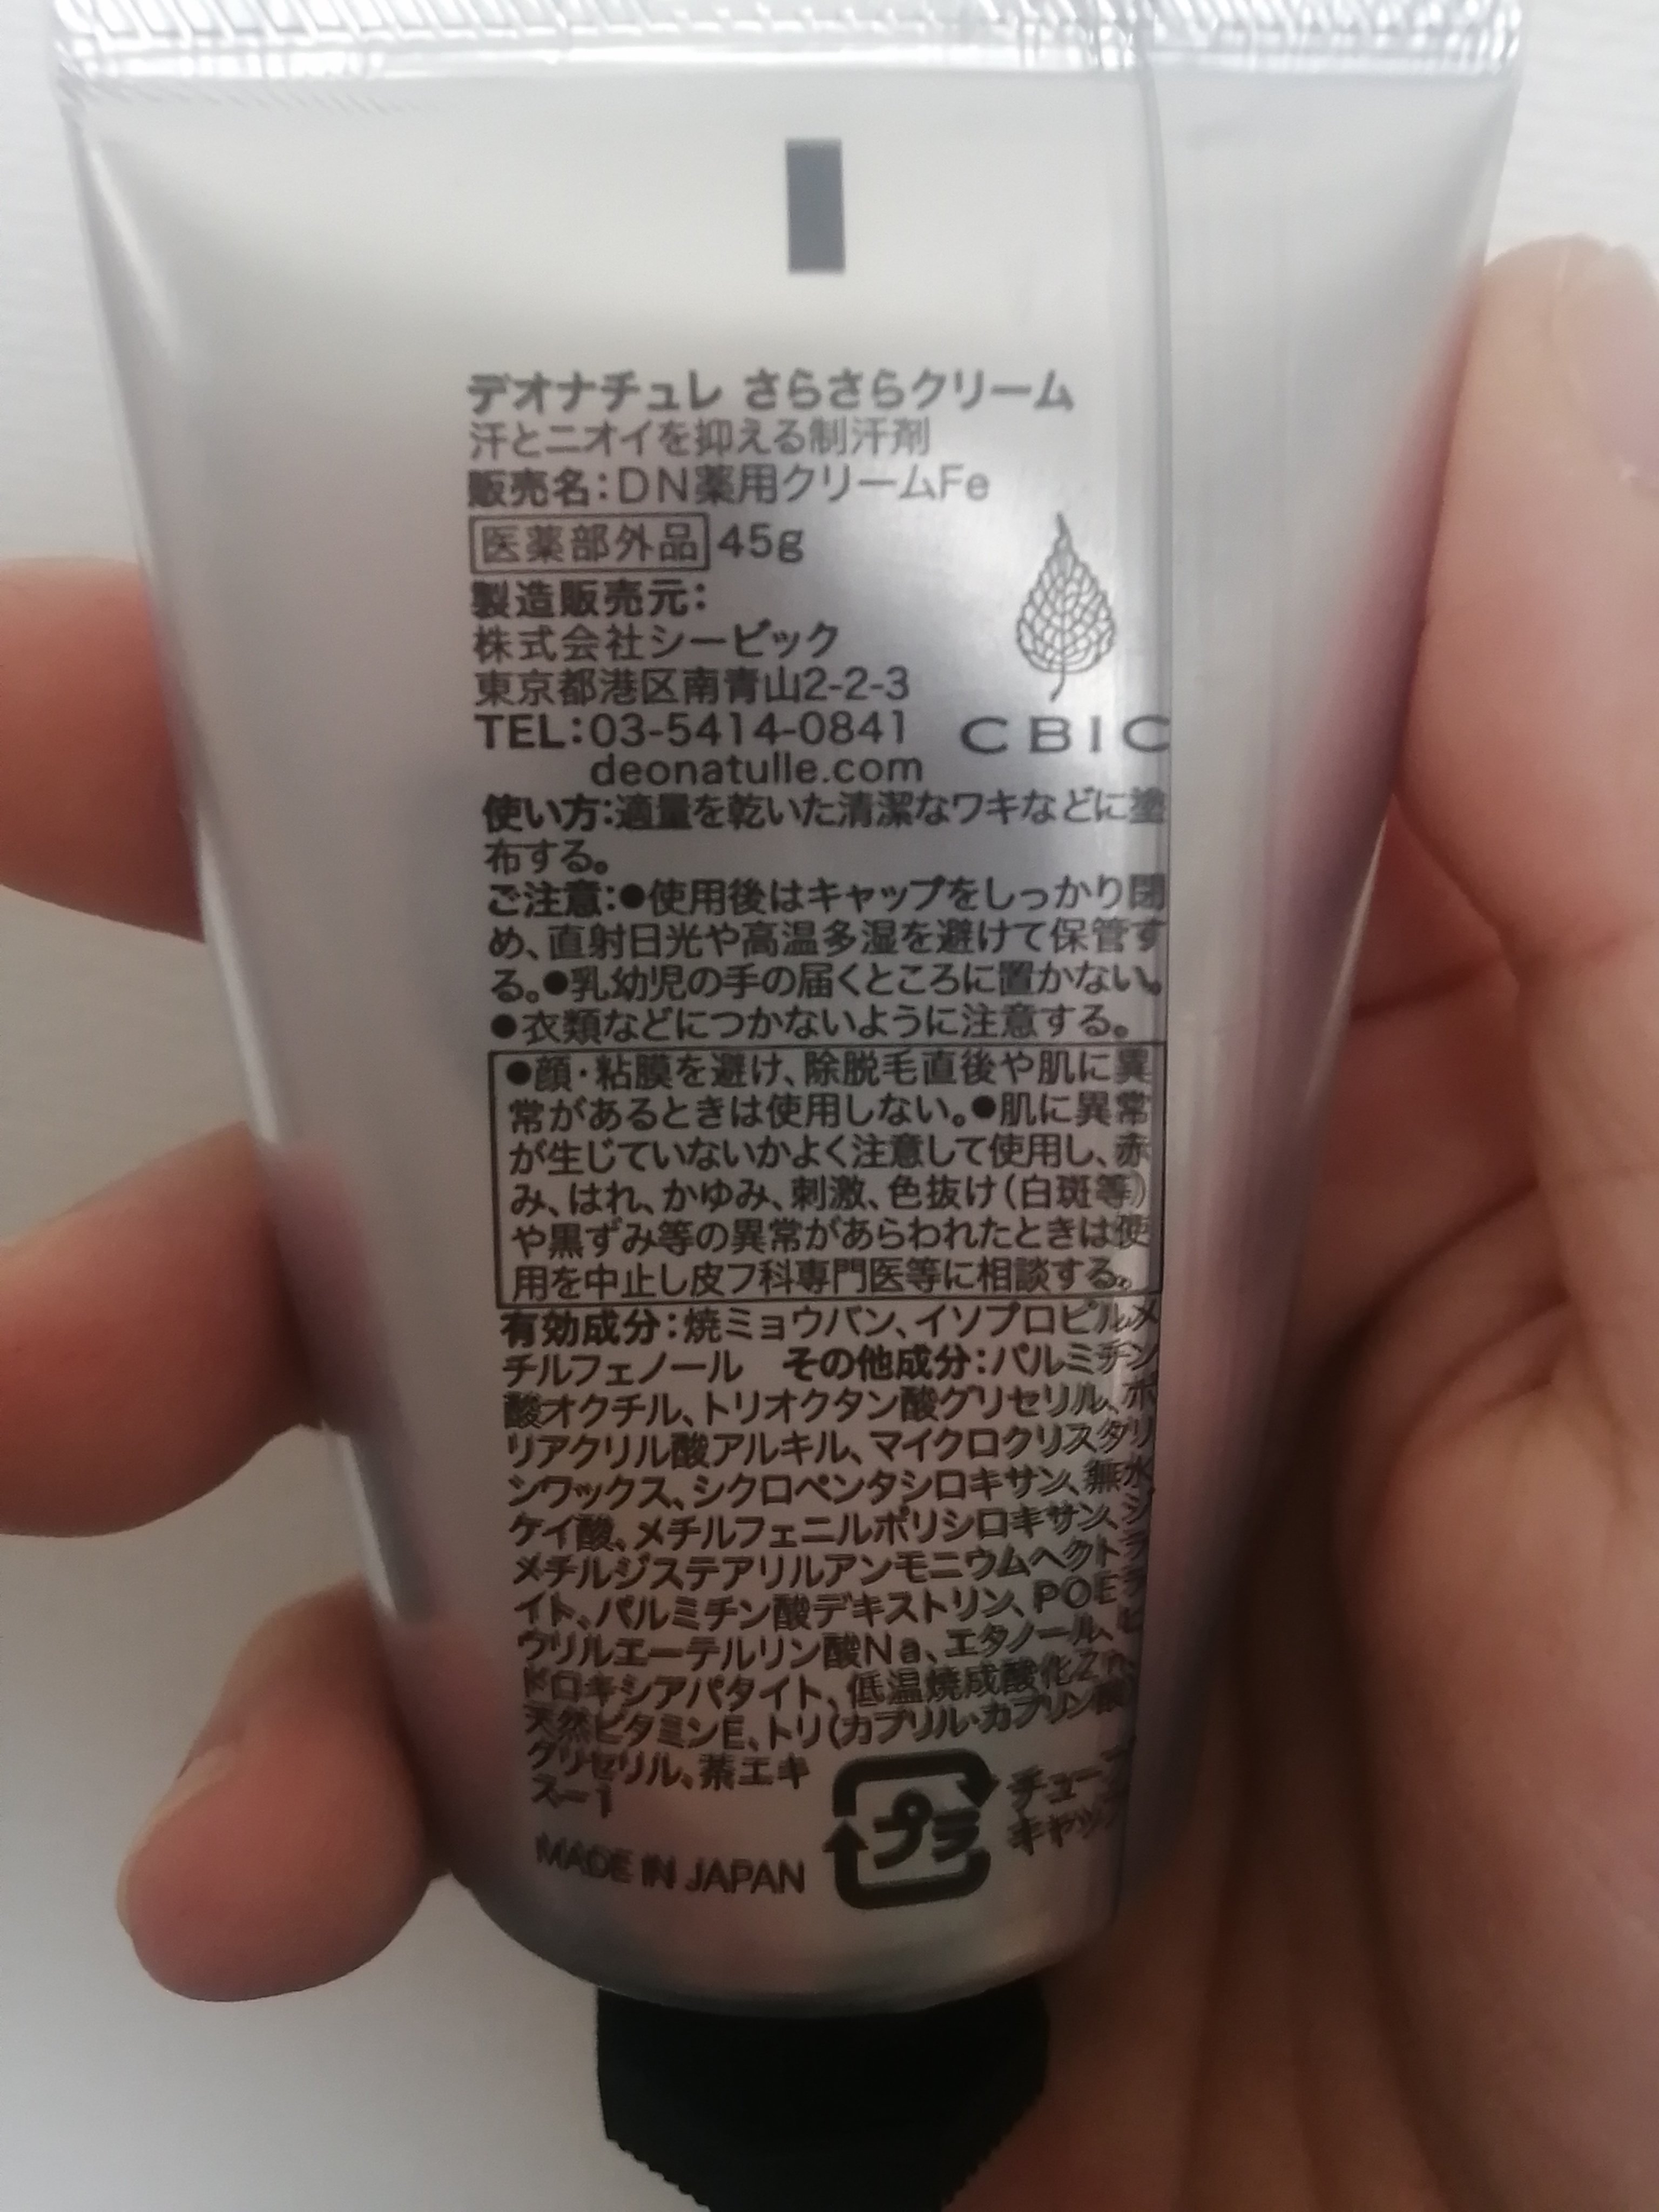 デオナチュレ さらさらクリーム
汗とニオイを抑える制汗剤
販売名：DN薬用クリームFe
医薬部外品 45g
製造販売元：
株式会社シービック
東京都港区南青山2-2-3
TEL：03-5414-0841
CBIC
deonatulle.com
使い方：適量を乾いた清潔なワキなどに塗
布する。
ご注意：●使用後はキャップをしっかり閉
め、直射日光や高温多湿を避けて保管す
る。●乳幼児の手の届くところに置かない。
●衣類などにつかないように注意する。
●顔・粘膜を避け、除脱毛直後や肌に異
常があるときは使用しない。●肌に異常
が生じていないかよく注意して使用し、赤
み、はれ、かゆみ、刺激、色抜け（白斑等）
や黒ずみ等の異常があらわれたときは使
用を中止し皮フ科専門医等に相談する。
有効成分：焼ミョウバン、イソプロピルメ
チルフェノール　その他成分：パルミチン
酸オクチル、トリオクタン酸グリセリル、ポ
リアクリル酸アルキル、マイクロクリスタリ
ンワックス、シクロペンタシロキサン、無水
ケイ酸、メチルフェニルポリシロキサン、ジ
メチルジステアリルアンモニウムヘクトラ
イト、パルミチン酸デキストリン、POEラ
ウリルエーテルリン酸Na、エタノール、ヒ
ドロキシアパタイト、低温焼成酸化Zn、
天然ビタミンE、トリ（カプリル・カプリン酸）
グリセリル、茶エキ
ス－1
プラ
MADE IN JAPAN